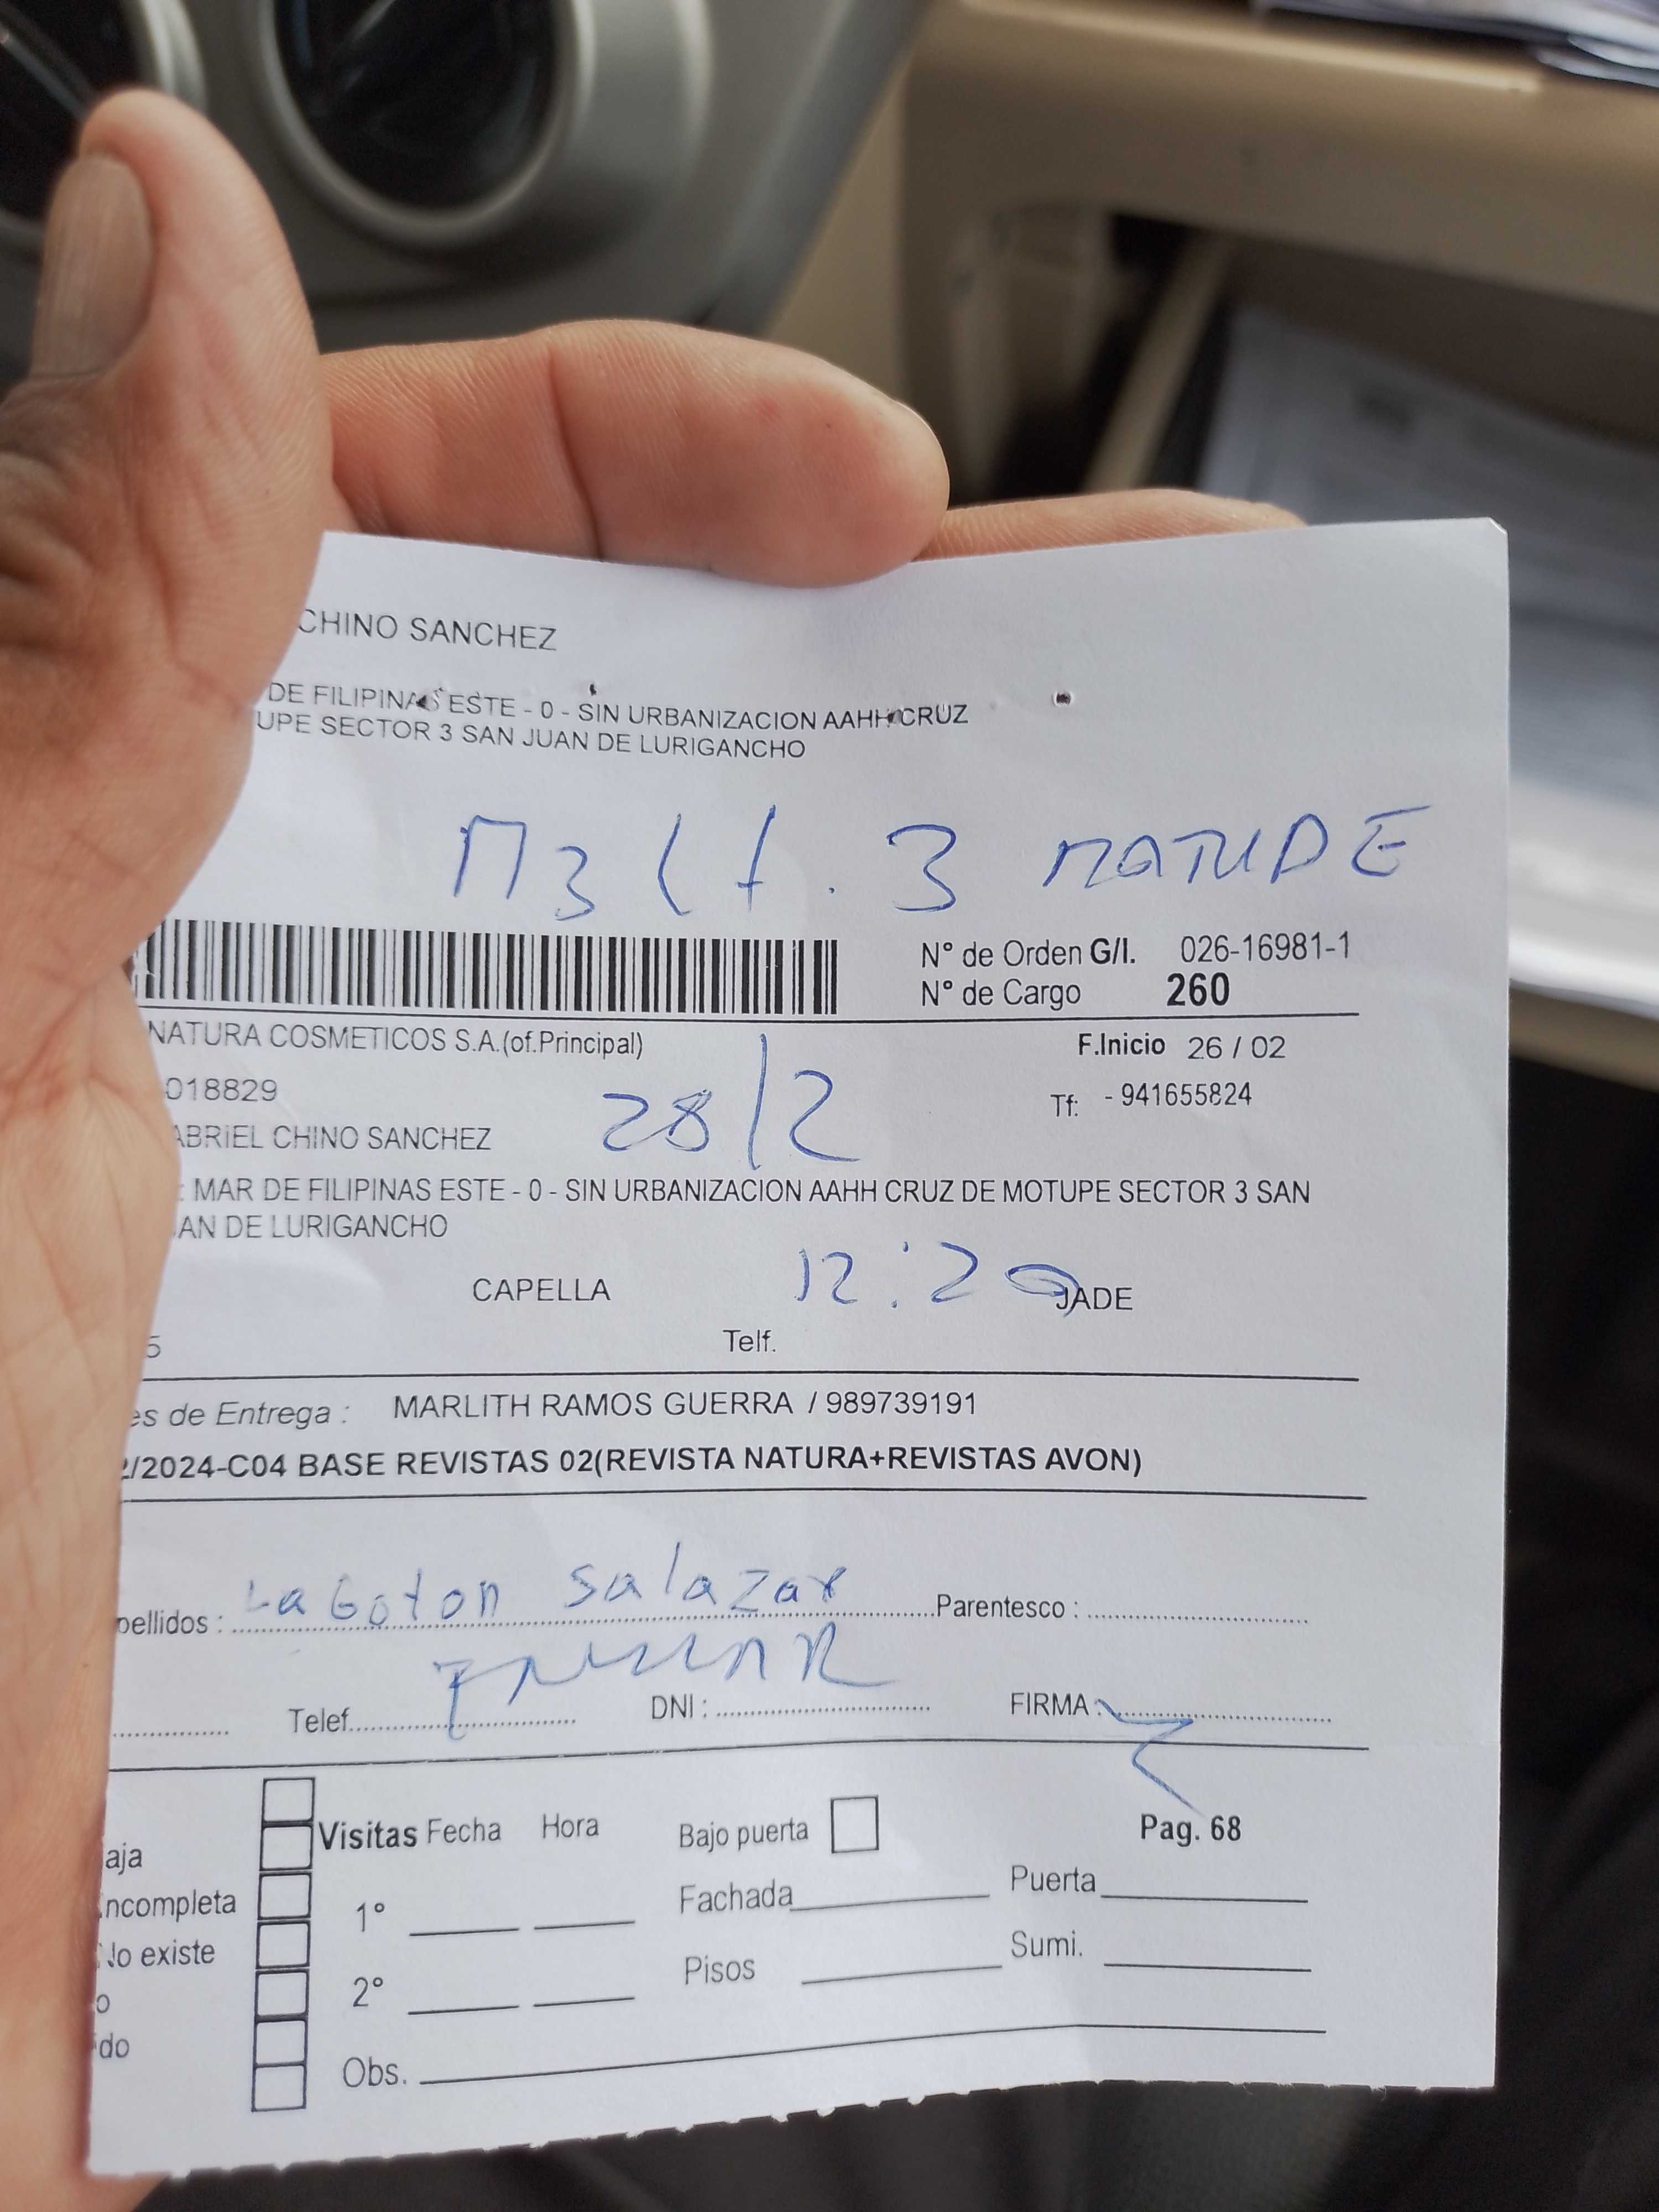 CHINO SANCHEZ
DE FILIPINAS ESTE - 0 - SIN URBANIZACION AAHH CRUZ
UPE SECTOR 3 SAN JUAN DE LURIGANCHO
3
N° de Orden G/I. 026-16981-1
N° de Cargo 260
NATURA COSMETICOS S.A.(of.Principal)
F.Inicio 26 / 02
018829
28/2
Tf: - 941655824
ABRIEL CHINO SANCHEZ
: MAR DE FILIPINAS ESTE - 0 - SIN URBANIZACION AAHH CRUZ DE MOTUPE SECTOR 3 SAN
AN DE LURIGANCHO
CAPELLA 12:20 JADE
5 Telf.
es de Entrega : MARLITH RAMOS GUERRA / 989739191
2/2024-C04 BASE REVISTAS 02(REVISTA NATURA+REVISTAS AVON)
pellidos : Salazar Parentesco :
Telef. DNI : FIRMA :
Visitas Fecha Hora Bajo puerta Pag. 68
aja
ncompleta 1° Fachada Puerta
No existe
o 2° Pisos Sumi.
do
Obs.